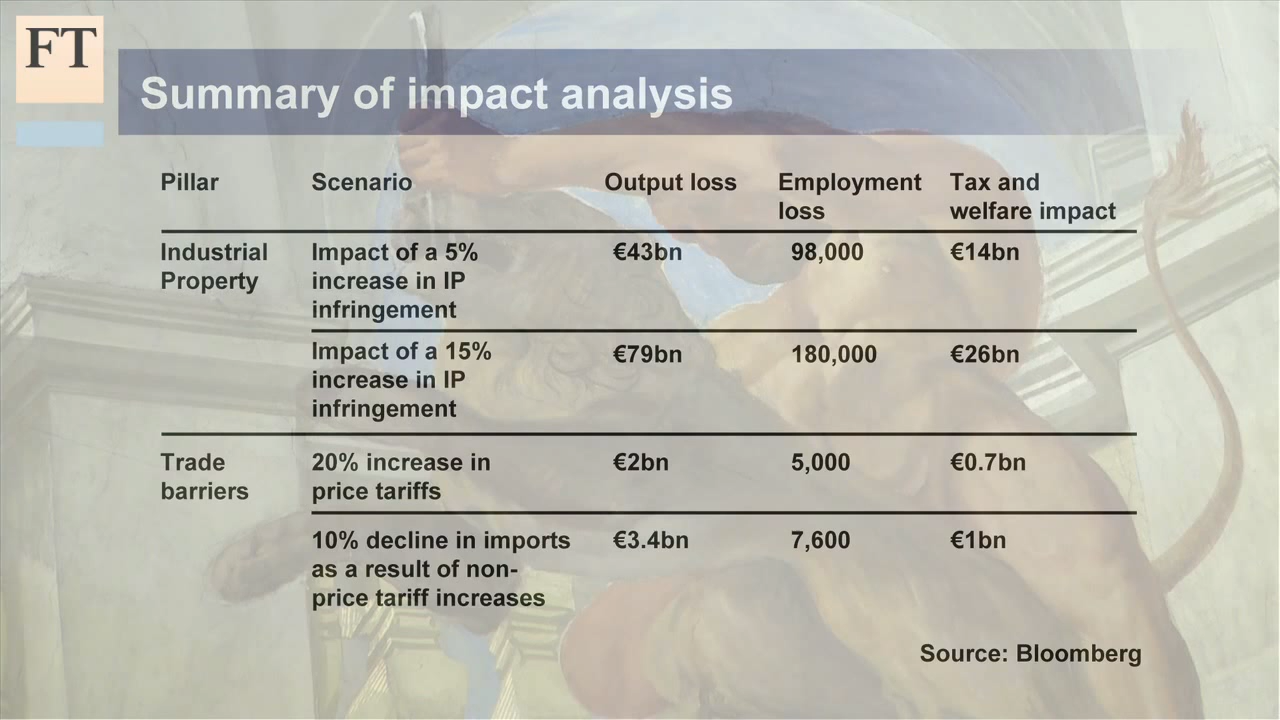 FT
Summary of impact analysis
Pillar Scenario Output loss Employment loss Tax and welfare impact
Industrial Property Impact of a 5% increase in IP infringement €43bn 98,000 €14bn
Impact of a 15% increase in IP infringement €79bn 180,000 €26bn
Trade barriers 20% increase in price tariffs €2bn 5,000 €0.7bn
10% decline in imports as a result of non-price tariff increases €3.4bn 7,600 €1bn
Source: Bloomberg